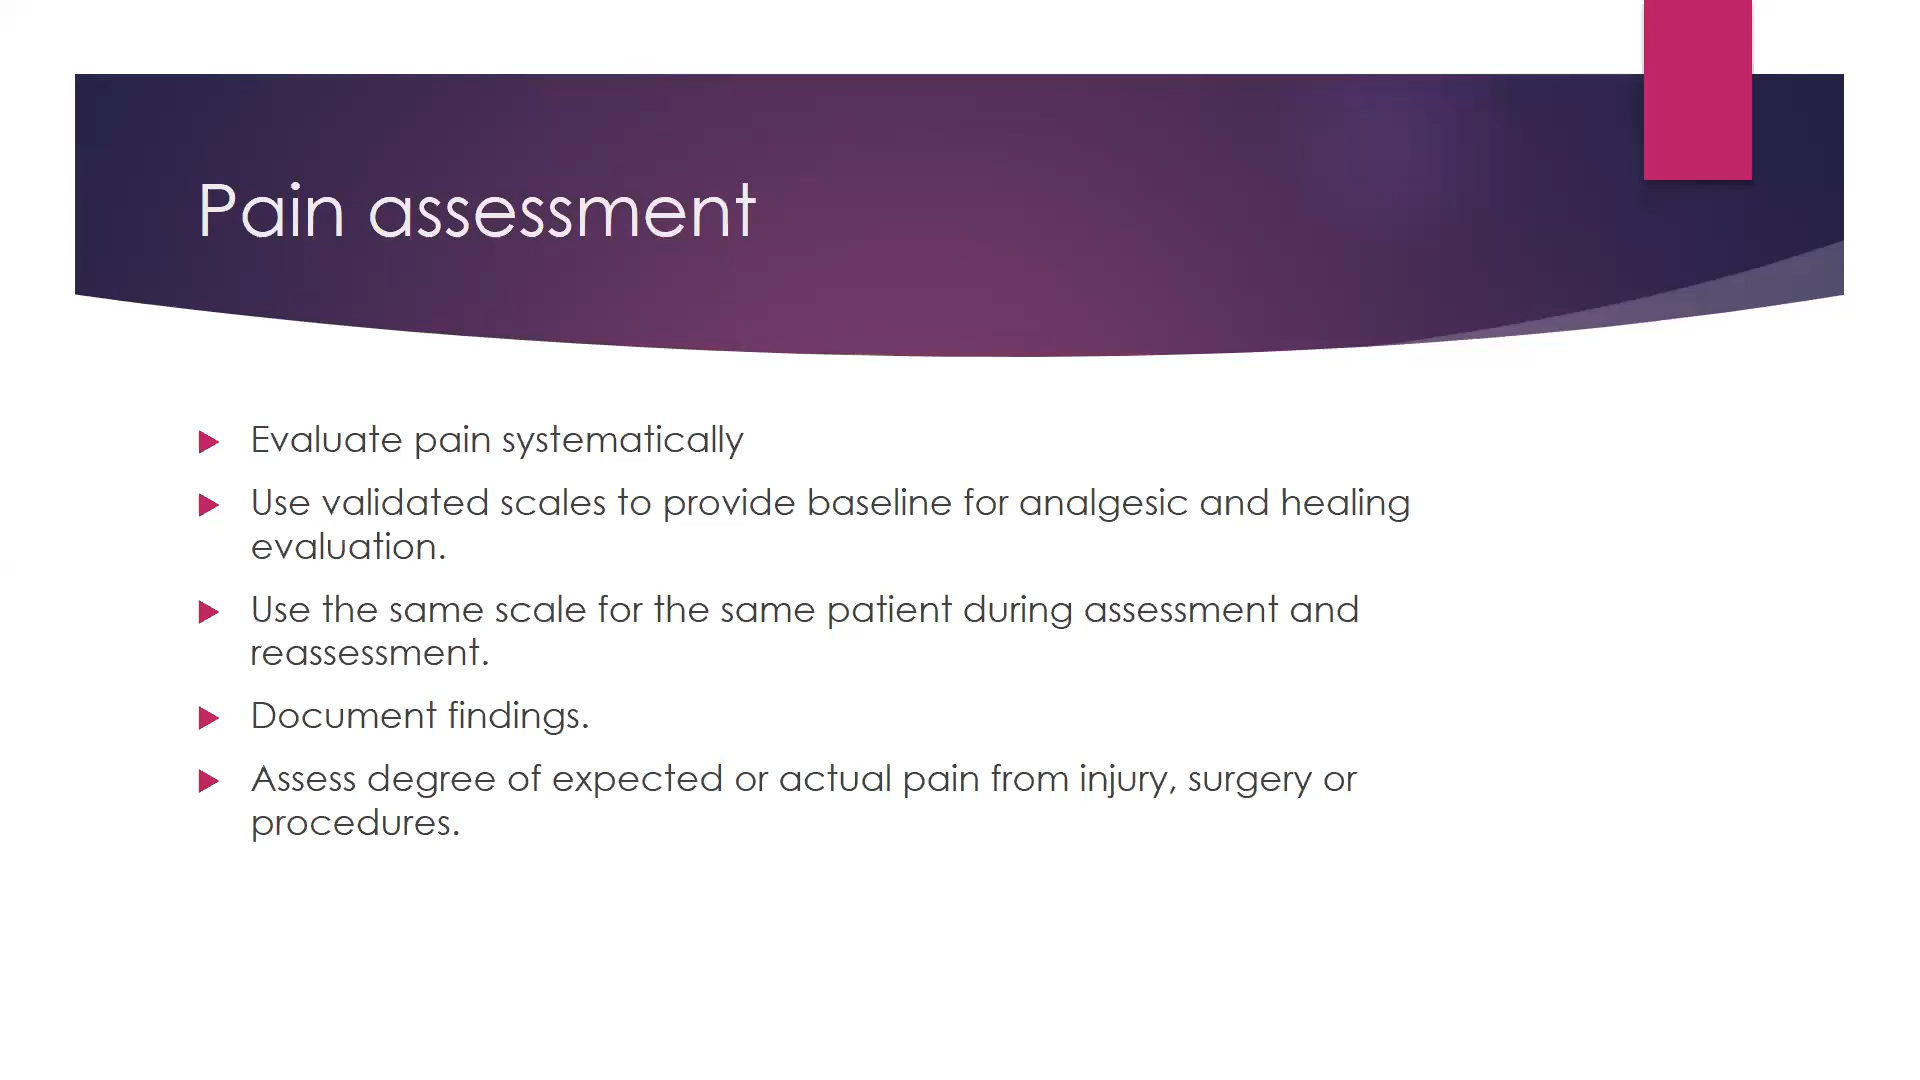 Pain assessment
Evaluate pain systematically
Use validated scales to provide baseline for analgesic and healing
evaluation.
Use the same scale for the same patient during assessment and
reassessment.
Document findings.
Assess degree of expected or actual pain from injury, surgery or
procedures.